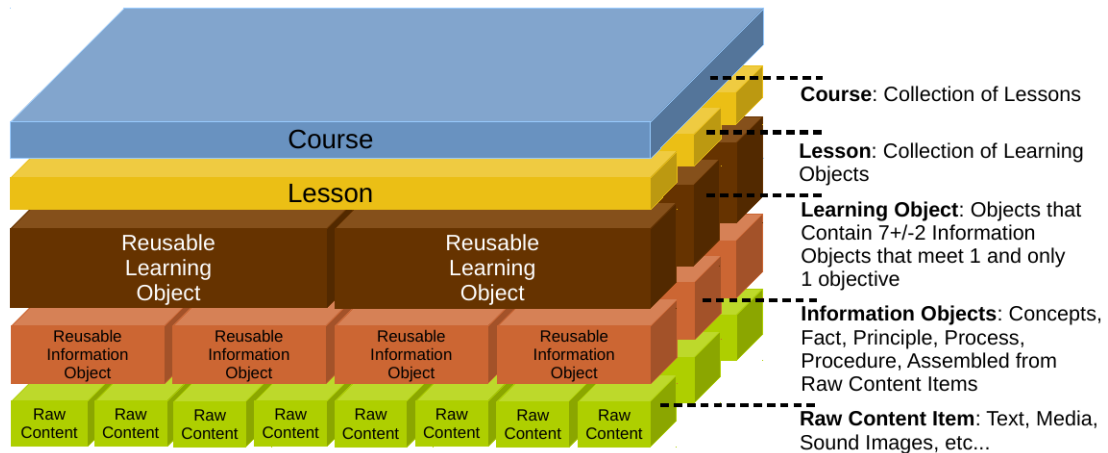 Course
Lesson
Reusable
Learning
Object
Reusable
Learning
Object
Reusable
Information
Object
Reusable
Information
Object
Reusable
Information
Object
Reusable
Information
Object
Raw
Content
Raw
Content
Raw
Content
Raw
Content
Raw
Content
Raw
Content
Raw
Content
Raw
Content
Course: Collection of Lessons
Lesson: Collection of Learning
Objects
Learning Object: Objects that
Contain 7+/-2 Information
Objects that meet 1 and only
1 objective
Information Objects: Concepts,
Fact, Principle, Process,
Procedure, Assembled from
Raw Content Items
Raw Content Item: Text, Media,
Sound Images, etc...